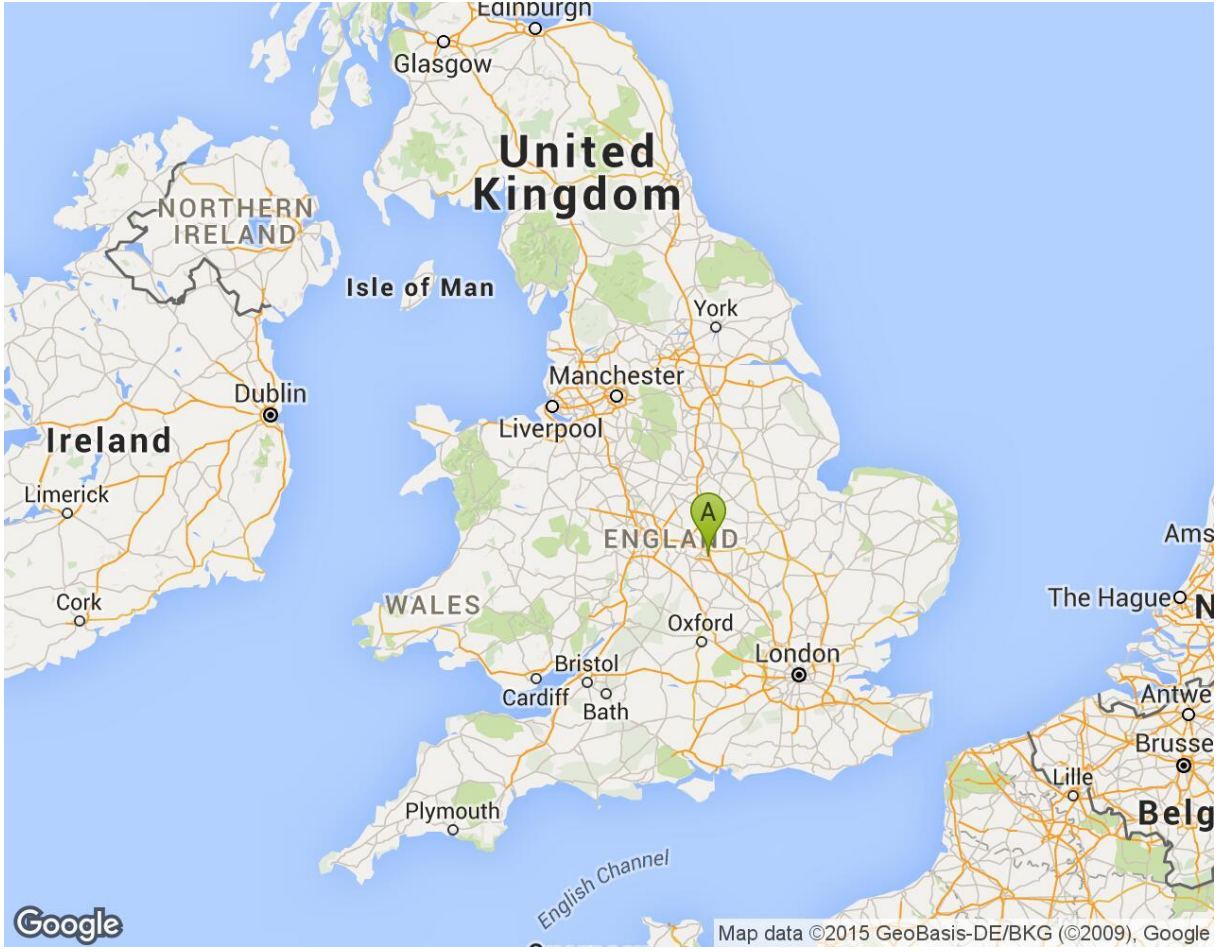 Edinburgh
Glasgow
United
Kingdom
NORTHERN
IRELAND
Isle of Man
York
Manchester
Dublin
Liverpool
Ireland
Limerick
A
ENGLAND
Ams
Cork
WALES
The Hague
N
Oxford
London
Bristol
Cardiff
Bath
Antwe
Brusse
Lille
Plymouth
Belg
English Channel
Google
Map data ©2015 GeoBasis-DE/BKG (©2009), Google